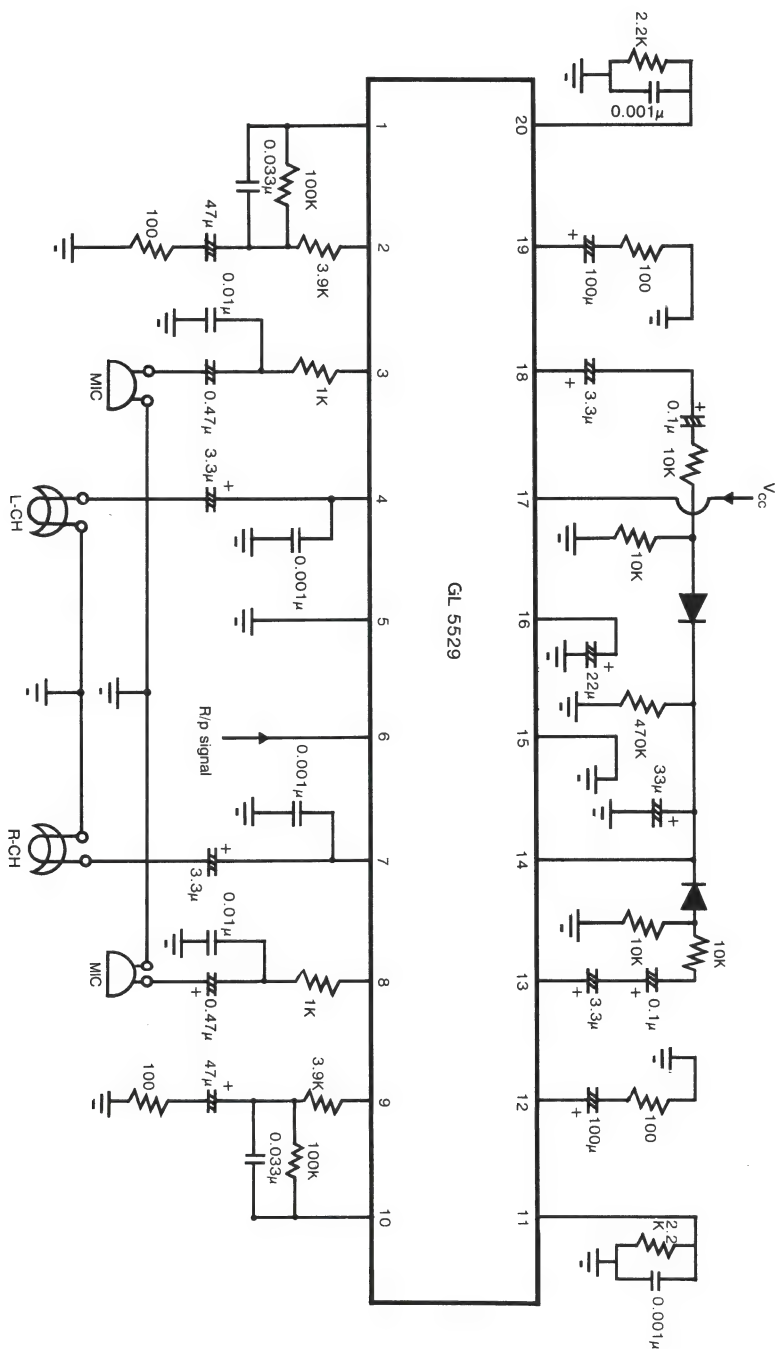 2.2K
0.001μ
20
19
100μ
100
18
3.3μ
0.1μ
10K
V_CC
17
10K
16
22μ
470K
15
33μ
14
10K
10K
13
3.3μ
0.1μ
12
100μ
100
11
2.2
K
0.001μ
GL 5529
1
0.033μ
100K
2
3.9K
47μ
100
3
1K
0.01μ
0.47μ
MIC
4
3.3μ
0.001μ
L-CH
5
6
R/p signal
7
0.001μ
3.3μ
R-CH
8
1K
0.01μ
0.47μ
MIC
9
3.9K
47μ
100
10
100K
0.033μ
+
+
+
+
+
+
+
+
+
+
+
+
+